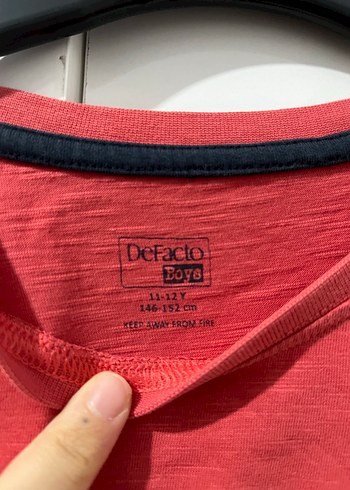 DeFacto
Boys
11-12 Y
146-152 cm
KEEP AWAY FROM FIRE